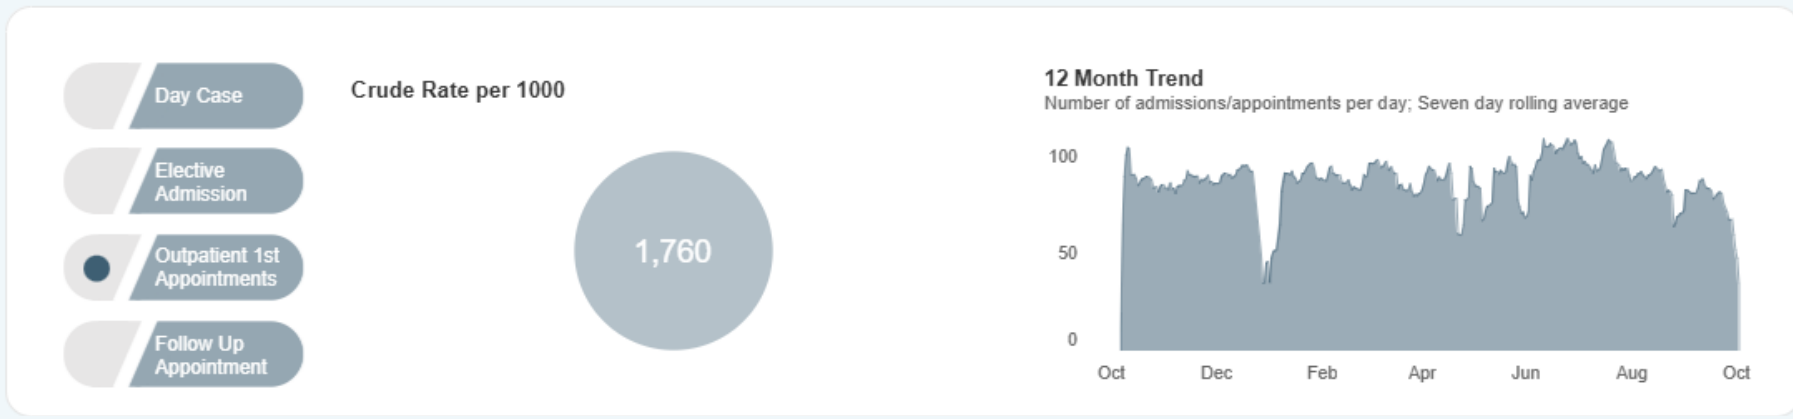 Day Case
Elective
Admission
Outpatient 1st
Appointments
Follow Up
Appointment
Crude Rate per 1000
1,760
12 Month Trend
Number of admissions/appointments per day; Seven day rolling average
100
50
0
Oct Dec Feb Apr Jun Aug Oct